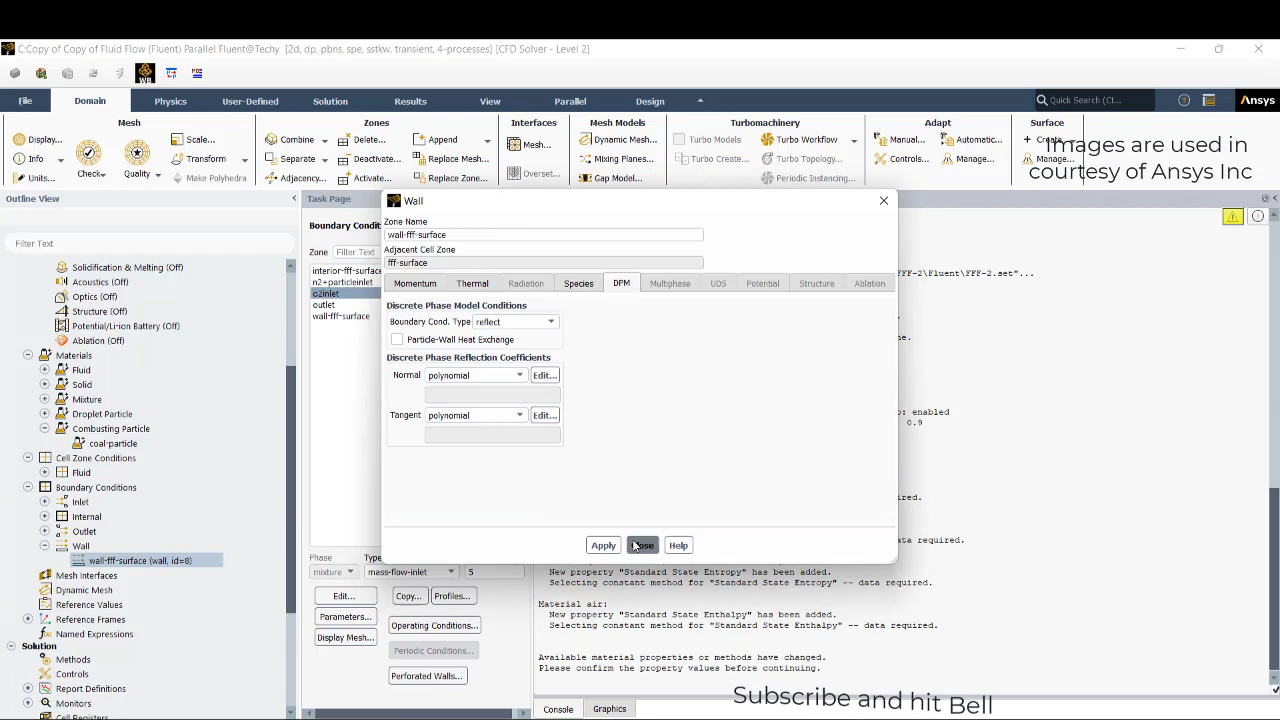 C:Copy of Copy of Fluid Flow (Fluent) Parallel Fluent@Techy [2d, dp, pbns, spe, sstkw, transient, 4-processes] [CFD Solver - Level 2]
File Domain Physics User-Defined Solution Results View Parallel Design Quick Search (Ct... Ansys
Mesh Zones Interfaces Mesh Models Turbomachinery Adapt Surface
Display... Scale... Combine Delete... Append Mesh... Dynamic Mesh... Turbo Models Turbo Workflow Manual... Automatic... Create
Info Check Quality Transform Separate Deactivate... Replace Mesh... Mixing Planes... Turbo Create... Turbo Topology... Controls... Manage... Manage...
Units... Make Polyhedra Adjacency... Activate... Replace Zone... Overset... Gap Model... Periodic Instancing...
Images are used in
courtesy of Ansys Inc
Outline View
Filter Text
Solidification & Melting (Off)
Acoustics (Off)
Optics (Off)
Structure (Off)
Potential/Li-ion Battery (Off)
Ablation (Off)
Materials
Fluid
Solid
Mixture
Droplet Particle
Combusting Particle
coal-particle
Cell Zone Conditions
Fluid
Boundary Conditions
Inlet
Internal
Outlet
Wall
wall-fff-surface (wall, id=8)
Mesh Interfaces
Dynamic Mesh
Reference Values
Reference Frames
Named Expressions
Solution
Methods
Controls
Report Definitions
Monitors
Cell Registers
Task Page
Boundary Condit
Zone Filter Text
interior-fff-surface
n2+particleinlet
o2inlet
outlet
wall-fff-surface
Phase Type
mixture mass-flow-inlet 5
Edit... Copy... Profiles...
Parameters... Operating Conditions...
Display Mesh... Periodic Conditions...
Perforated Walls...
Wall
Zone Name
wall-fff-surface
Adjacent Cell Zone
fff-surface
Momentum Thermal Radiation Species DPM Multiphase UDS Potential Structure Ablation
Discrete Phase Model Conditions
Boundary Cond. Type reflect
Particle-Wall Heat Exchange
Discrete Phase Reflection Coefficients
Normal polynomial Edit...
Tangent polynomial Edit...
Apply Help
FFF-2\Fluent\FFF-2.set"...
enabled
0.9
data required.
New property "Standard State Entropy" has been added.
Selecting constant method for "Standard State Entropy" -- data required.
Material air:
New property "Standard State Enthalpy" has been added.
Selecting constant method for "Standard State Enthalpy" -- data required.
Available material properties or methods have changed.
Please confirm the property values before continuing.
Console Graphics
Subscribe and hit Bell